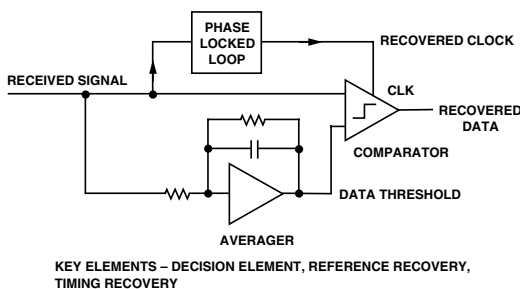 PHASE
LOCKED
LOOP
RECOVERED CLOCK
RECEIVED SIGNAL
CLK
RECOVERED
DATA
COMPARATOR
DATA THRESHOLD
AVERAGER
KEY ELEMENTS – DECISION ELEMENT, REFERENCE RECOVERY,
TIMING RECOVERY